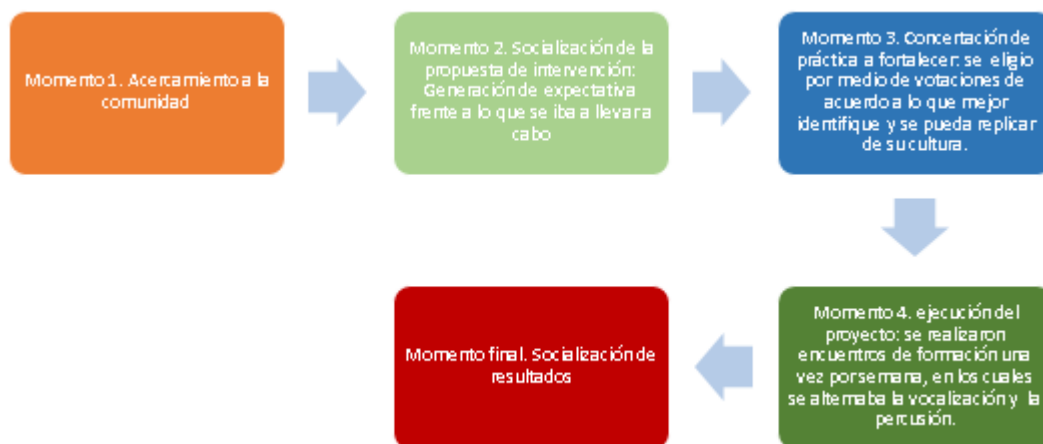 Momento 1. Acercamiento a la
comunidad
Momento 2. Socialización de la
propuesta de intervención:
Generación de expectativa
frente a lo que se iba a llevar a
cabo
Momento 3. Concertación de
práctica a fortalecer: se eligio
por medio de votaciones de
acuerdo a lo que mejor
identifique y se pueda replicar
de su cultura.
Momento 4. ejecución del
proyecto: se realizaron
encuentros de formación una
vez por semana, en los cuales
se alternaba la vocalización y la
percusión.
Momento final. Socialización de
resultados